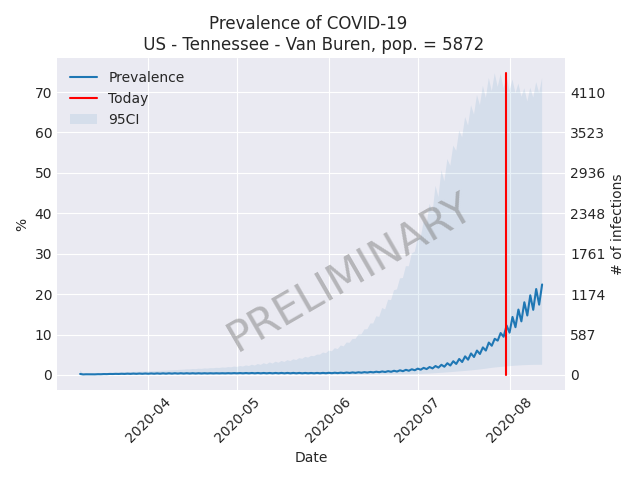 Prevalence of COVID-19
US - Tennessee - Van Buren, pop. = 5872
Prevalence
Today
95CI
70
60
50
40
30
20
10
0
%
4110
3523
2936
2348
1761
1174
587
0
# of infections
PRELIMINARY
2020-04
2020-05
2020-06
2020-07
2020-08
Date